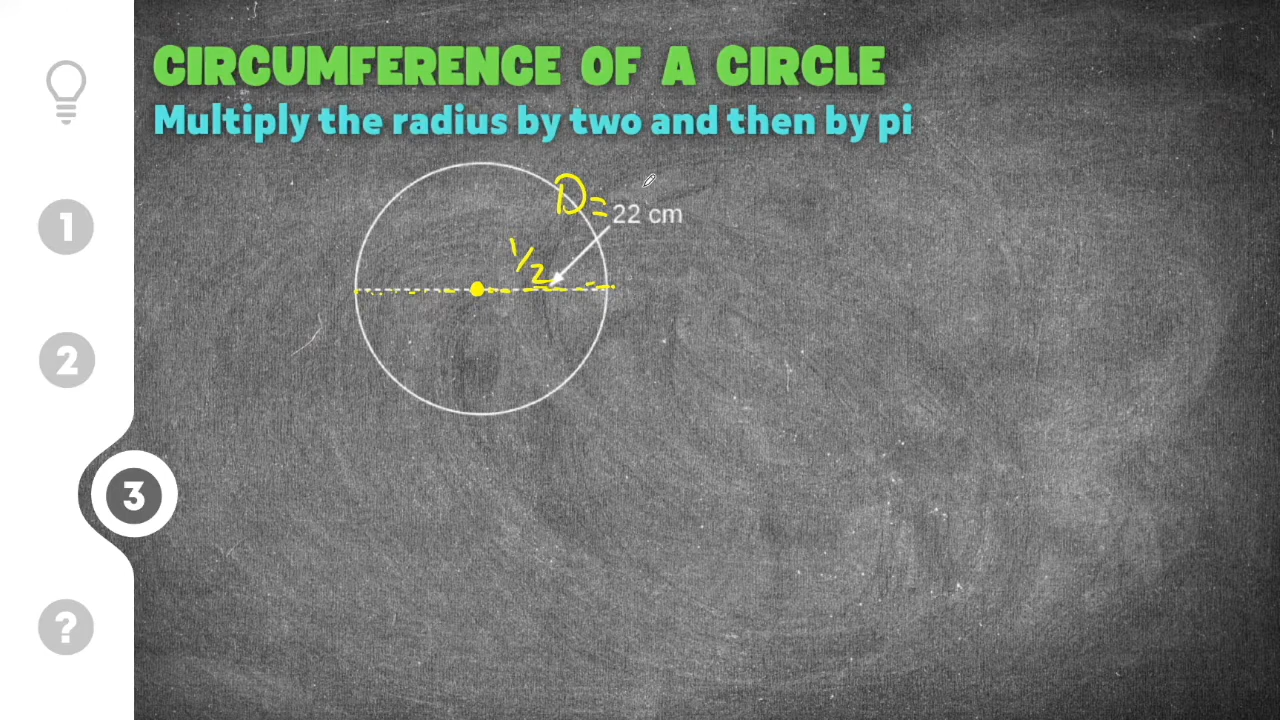 CIRCUMFERENCE OF A CIRCLE
Multiply the radius by two and then by pi
D= 22 cm
1/2
1
2
3
?